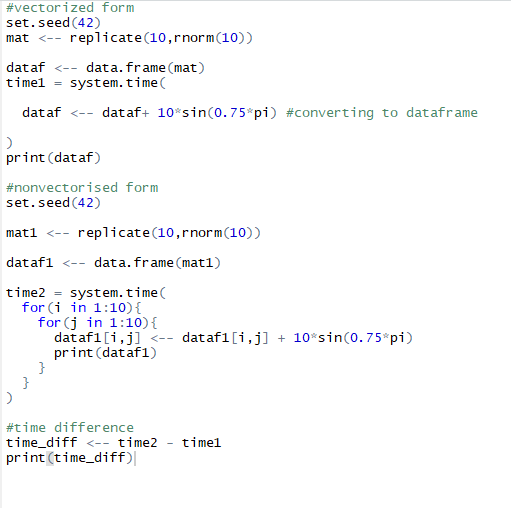 #vectorized form
set.seed(42)
mat <-- replicate(10,rnorm(10))
dataf <-- data.frame(mat)
time1 = system.time(
dataf <-- dataf+ 10*sin(0.75*pi) #converting to dataframe
)
print(dataf)
#nonvectorised form
set.seed(42)
mat1 <-- replicate(10,rnorm(10))
dataf1 <-- data.frame(mat1)
time2 = system.time(
for(i in 1:10){
for(j in 1:10){
dataf1[i,j] <-- dataf1[i,j] + 10*sin(0.75*pi)
print(dataf1)
}
}
)
#time difference
time_diff <-- time2 - time1
print(time_diff)